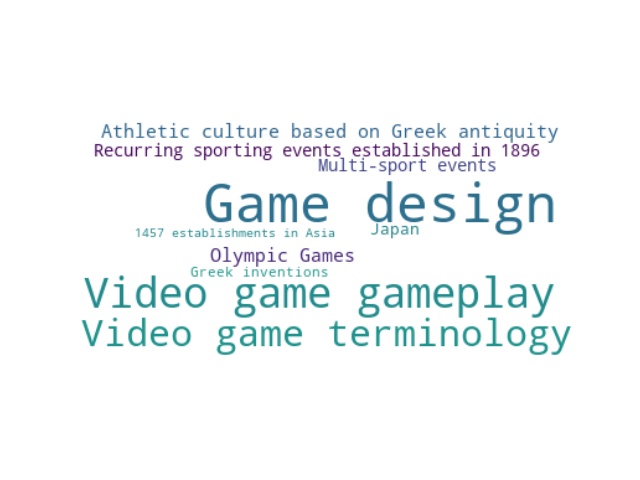 Athletic culture based on Greek antiquity
Recurring sporting events established in 1896
Multi-sport events
Game design
1457 establishments in Asia
Japan
Olympic Games
Greek inventions
Video game gameplay
Video game terminology